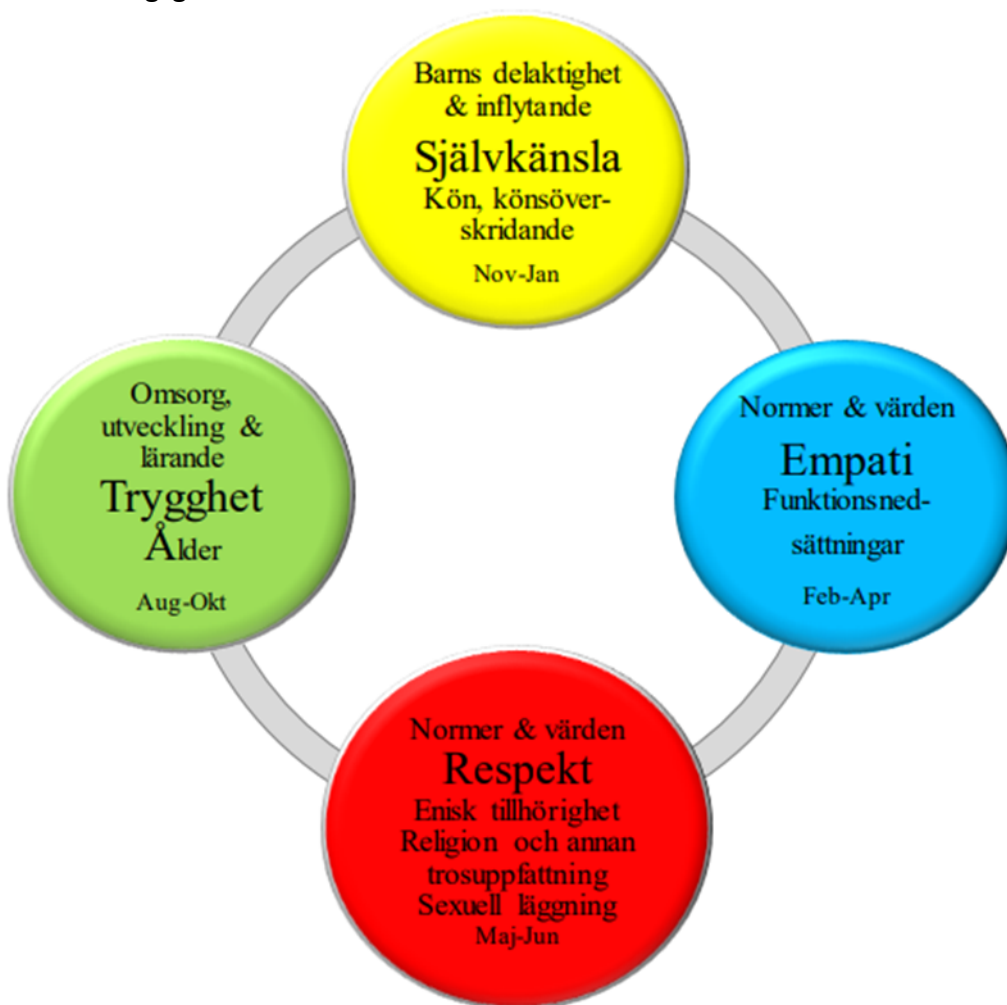 Barns delaktighet
& inflytande
Självkänsla
Kön, könsöver-
skridande
Nov-Jan
Normer & värden
Empati
Funktionsned-
sättningar
Feb-Apr
Normer & värden
Respekt
Enisk tillhörighet
Religion och annan
trosuppfattning
Sexuell läggning
Maj-Jun
Omsorg,
utveckling &
lärande
Trygghet
Ålder
Aug-Okt